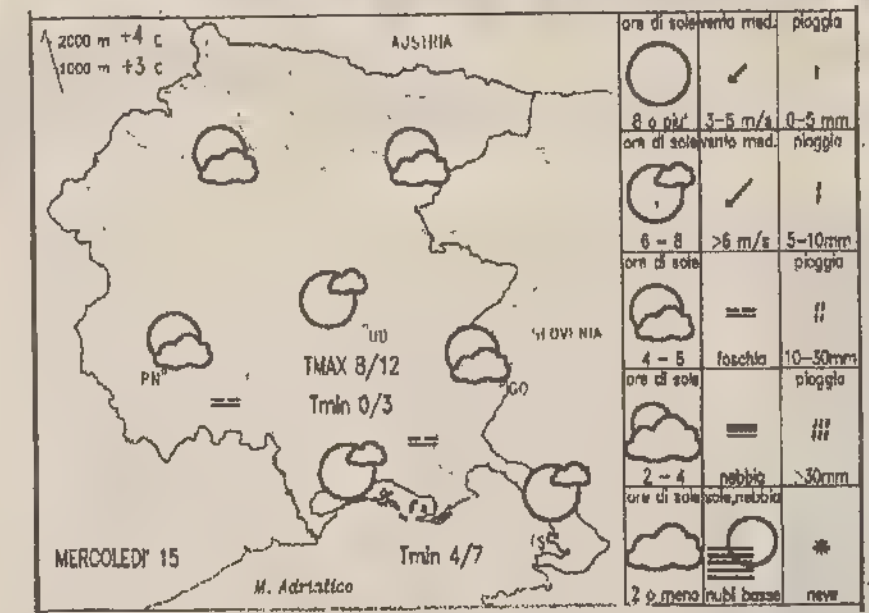 2000 m +4 c
1000 m +3 c
AUSTRIA
SLOVENIA
UD
PN
TMAX 8/12
Tmin 0/3
GO
TS
Tmin 4/7
MERCOLEDI' 15
M. Adriatico
ore di sole vento med. pioggia
8 o piu' 3-5 m/s 0-5 mm
ore di sole vento med. pioggia
6 - 8 >6 m/s 5-10mm
ore di sole pioggia
4 - 6 foschia 10-30mm
ore di sole pioggia
2 - 4 nebbia >30mm
ore di sole sole,nebbia
2 o meno nubi basse neve